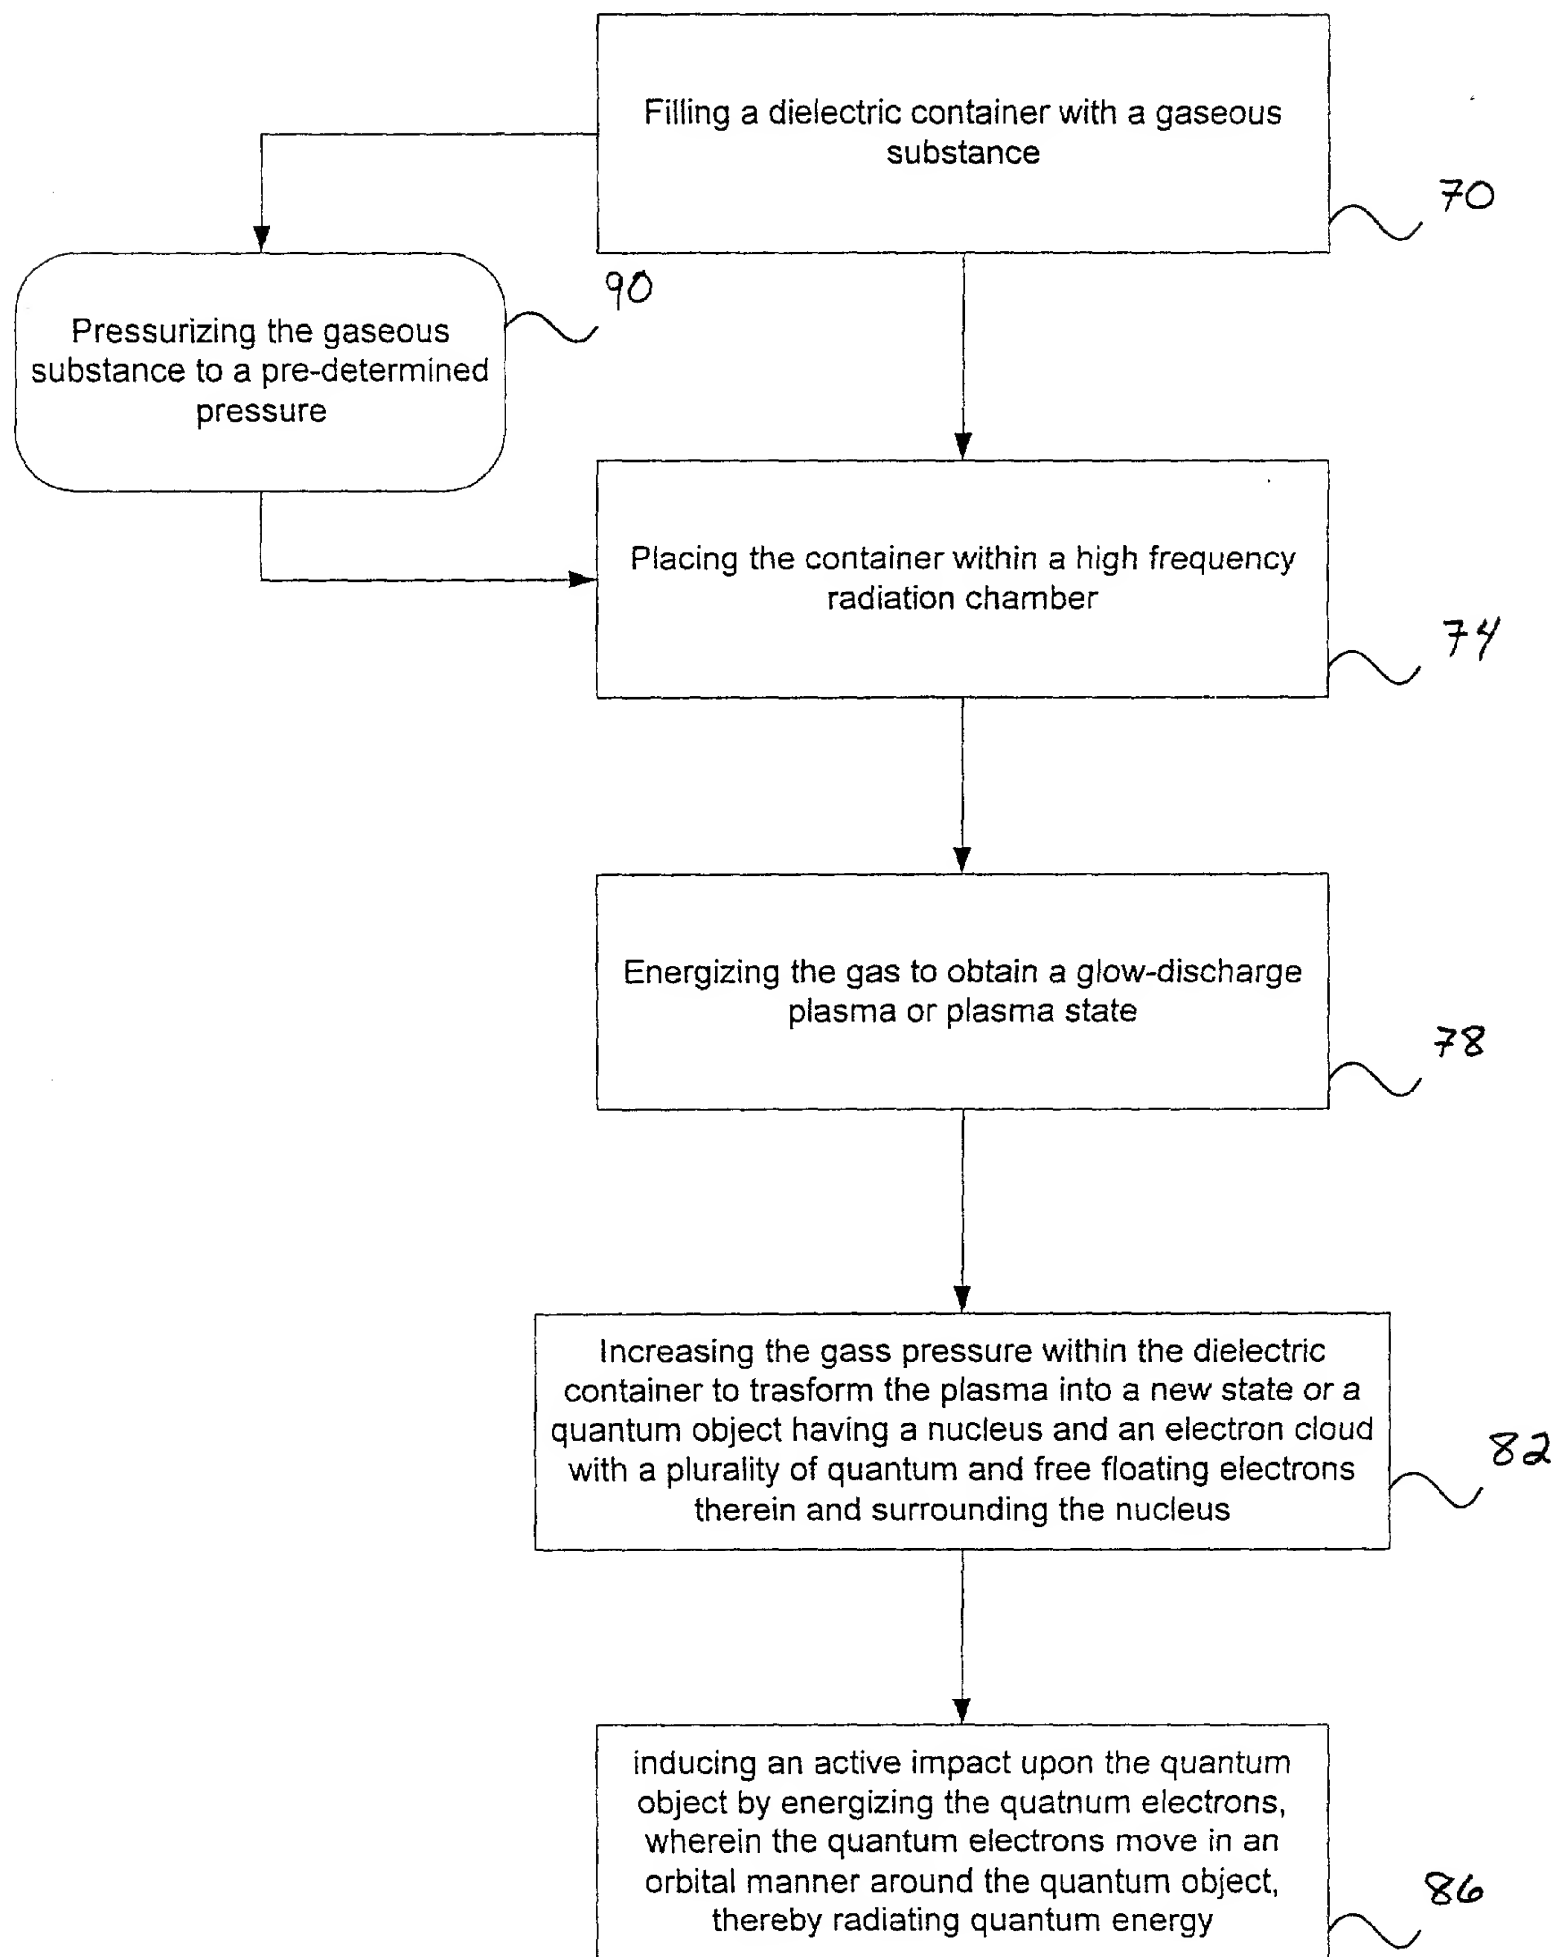 Filling a dielectric container with a gaseous
substance
70
90
Pressurizing the gaseous
substance to a pre-determined
pressure
Placing the container within a high frequency
radiation chamber
74
Energizing the gas to obtain a glow-discharge
plasma or plasma state
78
Increasing the gass pressure within the dielectric
container to trasform the plasma into a new state or a
quantum object having a nucleus and an electron cloud
with a plurality of quantum and free floating electrons
therein and surrounding the nucleus
82
inducing an active impact upon the quantum
object by energizing the quatnum electrons,
wherein the quantum electrons move in an
orbital manner around the quantum object,
thereby radiating quantum energy
86